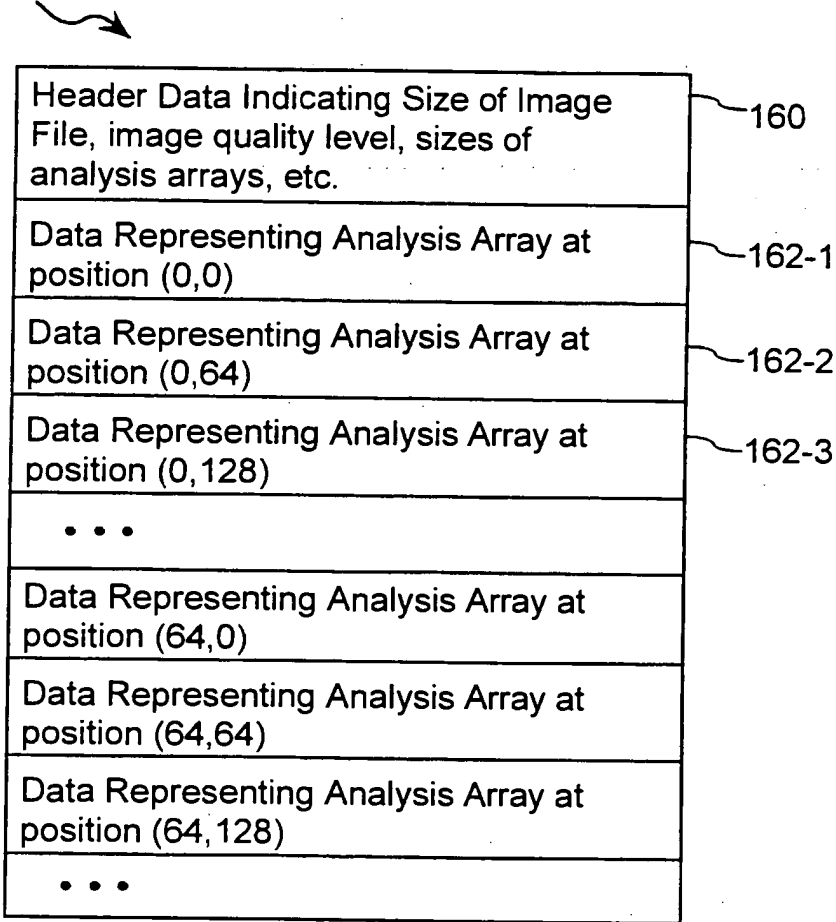 Header Data Indicating Size of Image
File, image quality level, sizes of
analysis arrays, etc.
160
Data Representing Analysis Array at
position (0,0)
162-1
Data Representing Analysis Array at
position (0,64)
162-2
Data Representing Analysis Array at
position (0,128)
162-3
• • •
Data Representing Analysis Array at
position (64,0)
Data Representing Analysis Array at
position (64,64)
Data Representing Analysis Array at
position (64,128)
• • •